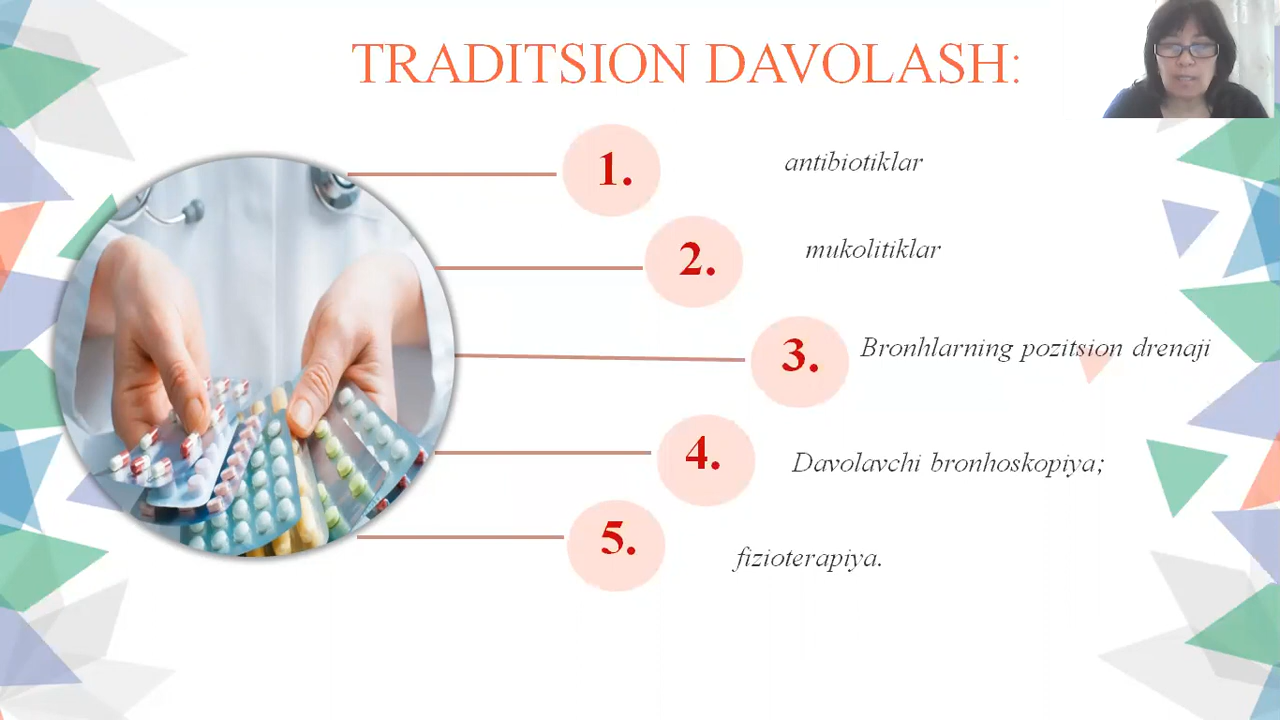 TRADITSION DAVOLASH:
1. antibiotiklar
2. mukolitiklar
3. Bronhlarning pozitsion drenaji
4. Davolavchi bronhoskopiya;
5. fizioterapiya.